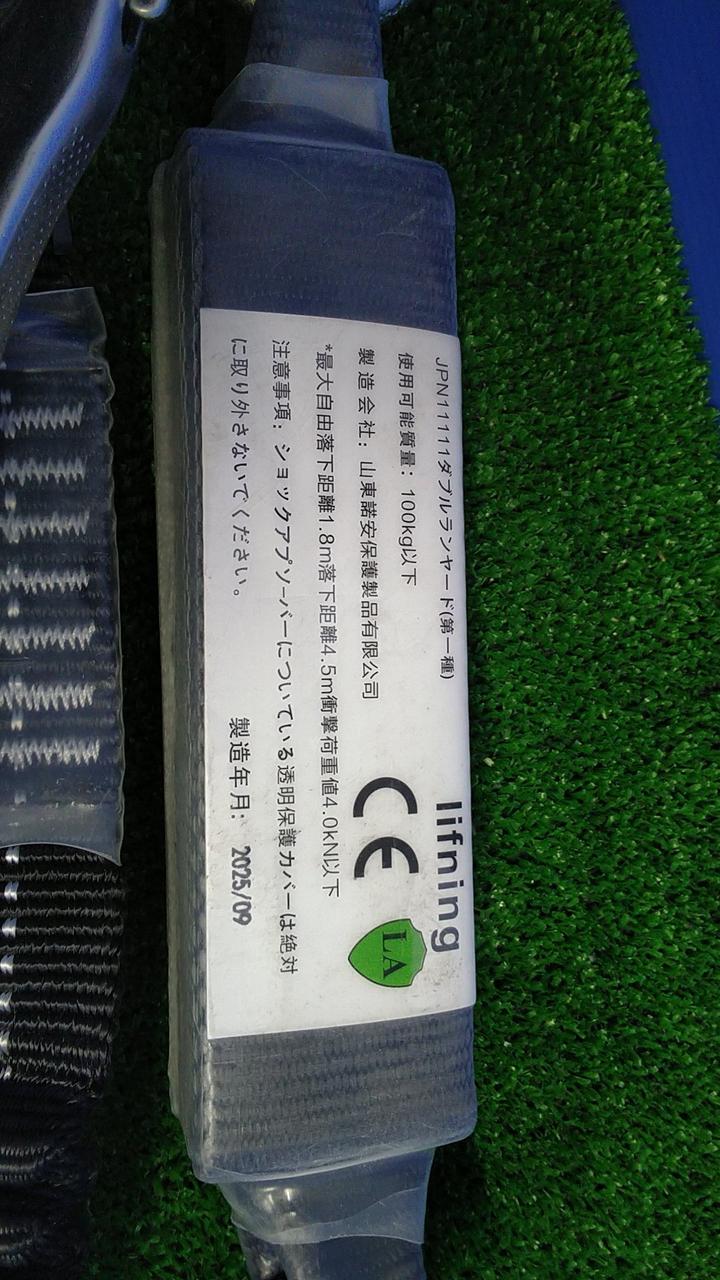 JPN11111ダブルランヤード(第一種)
lifning
使用可能質量：100kg以下
製造会社：山東諾安保護製品有限公司
CE
LA
*最大自由落下距離1.8m落下距離4.5m衝撃荷重値4.0kN以下
注意事項：ショックアブソーバーについている透明保護カバーは絶対
に取り外さないでください。
製造年月：2025/09